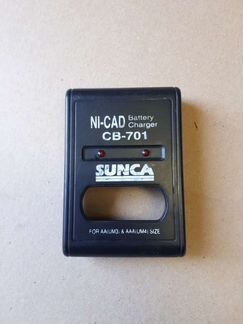 NI-CAD Battery Charger
CB-701
SUNCA
FOR AA(UM3) & AAA(UM4) SIZE